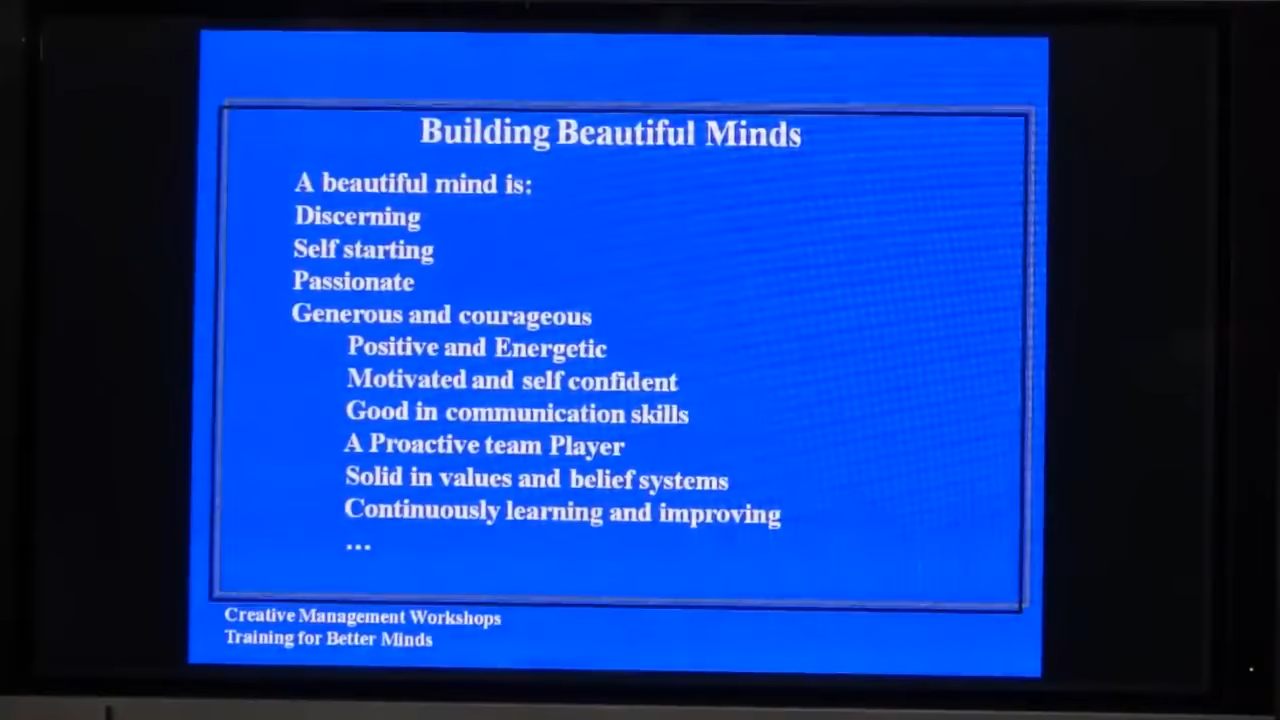 Building Beautiful Minds
A beautiful mind is:
Discerning
Self starting
Passionate
Generous and courageous
Positive and Energetic
Motivated and self confident
Good in communication skills
A Proactive team Player
Solid in values and belief systems
Continuously learning and improving
...
Creative Management Workshops
Training for Better Minds